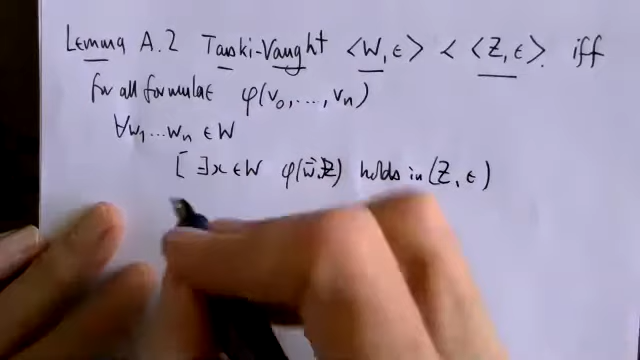 Lemma A.2 Tarski-Vaught <W,∈> < <Z,∈>. iff
for all formulae φ(v₀,...,vₙ)
∀w₁...wₙ ∈W
[ ∃x∈W φ(w⃗, ) holds in (Z,∈)